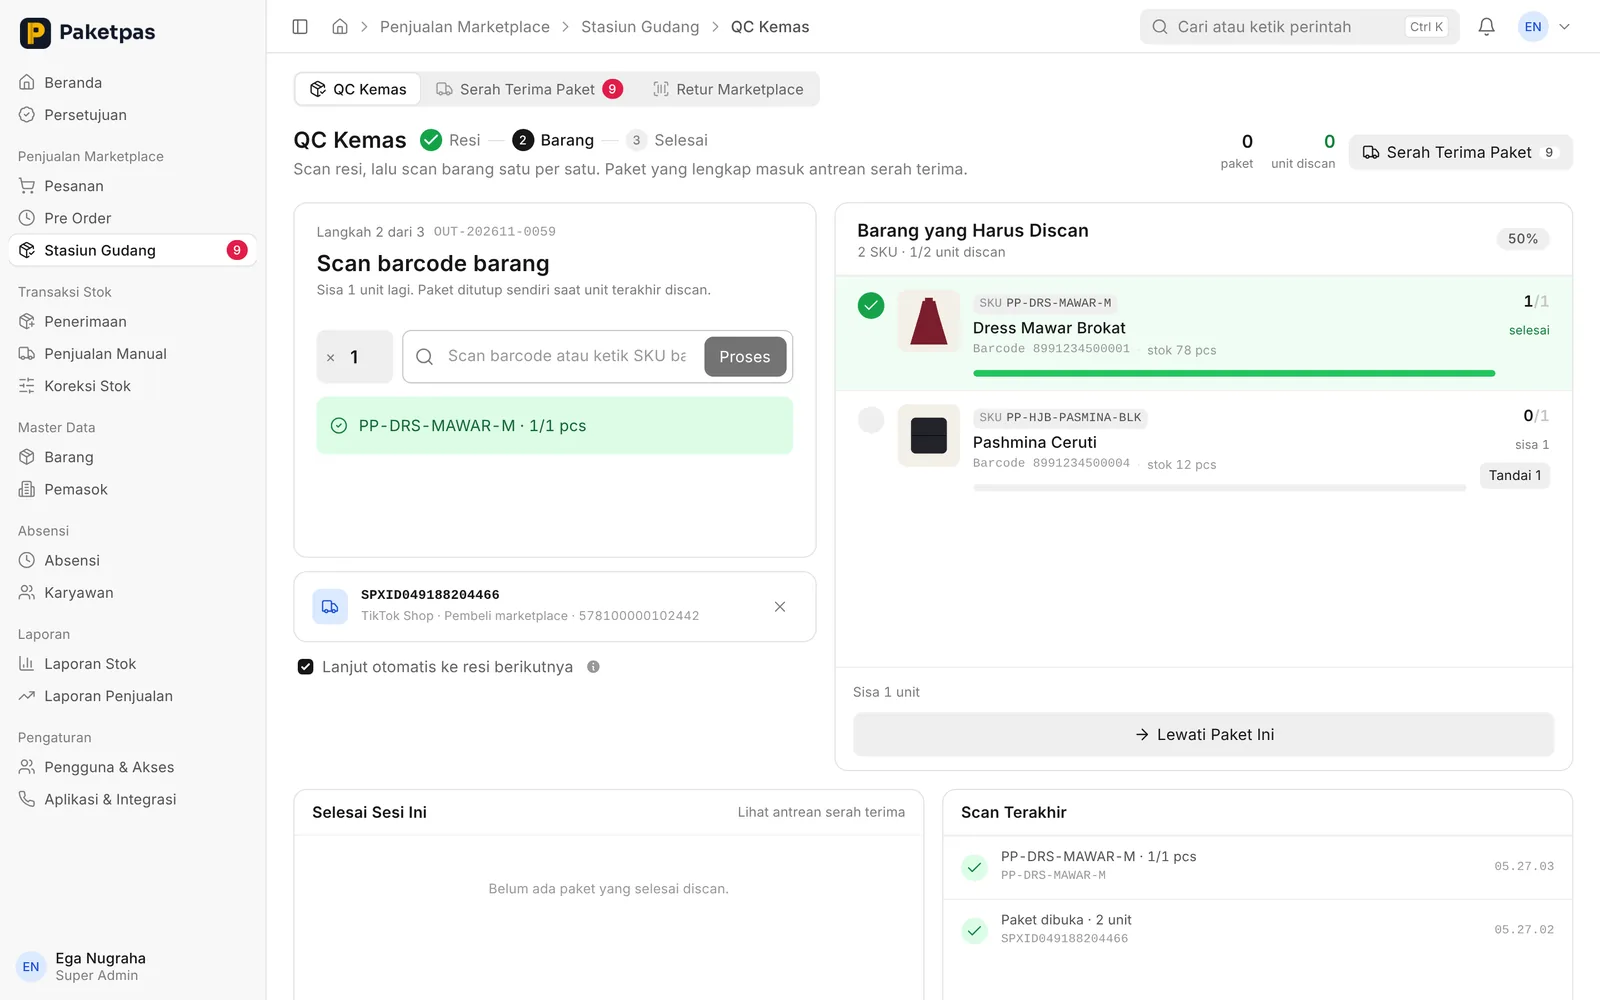 Paketpas
Beranda
Persetujuan
Penjualan Marketplace
Pesanan
Pre Order
Stasiun Gudang 9
Transaksi Stok
Penerimaan
Penjualan Manual
Koreksi Stok
Master Data
Barang
Pemasok
Absensi
Absensi
Karyawan
Laporan
Laporan Stok
Laporan Penjualan
Pengaturan
Pengguna & Akses
Aplikasi & Integrasi
EN
Ega Nugraha
Super Admin
Penjualan Marketplace > Stasiun Gudang > QC Kemas
Cari atau ketik perintah Ctrl K
EN
QC Kemas Serah Terima Paket 9 Retur Marketplace
QC Kemas Resi 2 Barang 3 Selesai
Scan resi, lalu scan barang satu per satu. Paket yang lengkap masuk antrean serah terima.
0 paket
0 unit discan
Serah Terima Paket 9
Langkah 2 dari 3 OUT-202611-0059
Scan barcode barang
Sisa 1 unit lagi. Paket ditutup sendiri saat unit terakhir discan.
× 1
Scan barcode atau ketik SKU ba
Proses
PP-DRS-MAWAR-M · 1/1 pcs
SPXID049188204466
TikTok Shop · Pembeli marketplace · 578100000102442
Lanjut otomatis ke resi berikutnya
Barang yang Harus Discan
2 SKU · 1/2 unit discan
50%
SKU PP-DRS-MAWAR-M
Dress Mawar Brokat
Barcode 8991234500001 · stok 78 pcs
1/1
selesai
SKU PP-HJB-PASMINA-BLK
Pashmina Ceruti
Barcode 8991234500004 · stok 12 pcs
0/1
sisa 1
Tandai 1
Sisa 1 unit
Lewati Paket Ini
Selesai Sesi Ini
Lihat antrean serah terima
Belum ada paket yang selesai discan.
Scan Terakhir
PP-DRS-MAWAR-M · 1/1 pcs
PP-DRS-MAWAR-M
05.27.03
Paket dibuka · 2 unit
SPXID049188204466
05.27.02